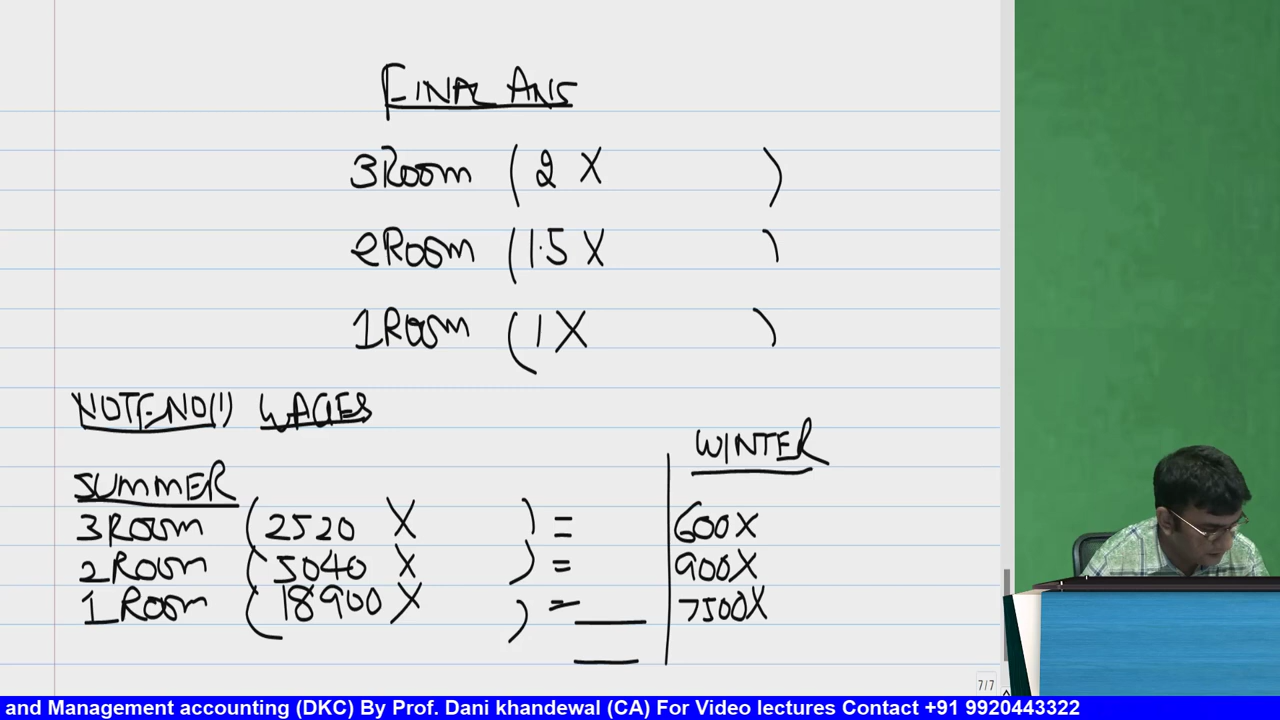 FINAL ANS
3Room (2 X )
2Room (1.5 X )
1Room (1 X )
NOTE-NO(1) WAGES
WINTER
SUMMER
3Room (2520 X ) = 600X
2Room (5040 X ) = 900X
1Room (18900 X ) = 7500X
7/7
and Management accounting (DKC) By Prof. Dani khandewal (CA) For Video lectures Contact +91 9920443322